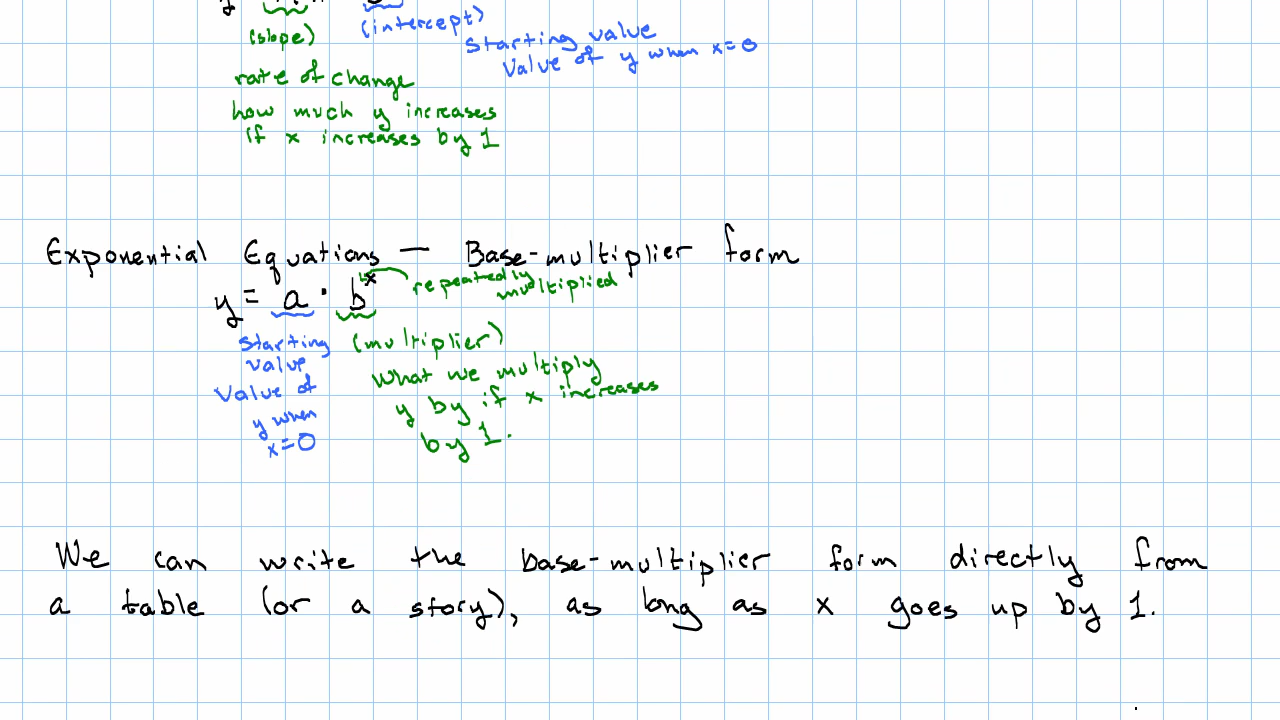 (slope)
(intercept)
starting value
Value of y when x=0
rate of change
how much y increases
if x increases by 1
Exponential Equations — Base-multiplier form
y = a · b^x
repeatedly
multiplied
starting
value
Value of
y when
x=0
(multiplier)
What we multiply
y by if x increases
by 1.
We can write the base-multiplier form directly from
a table (or a story), as long as x goes up by 1.